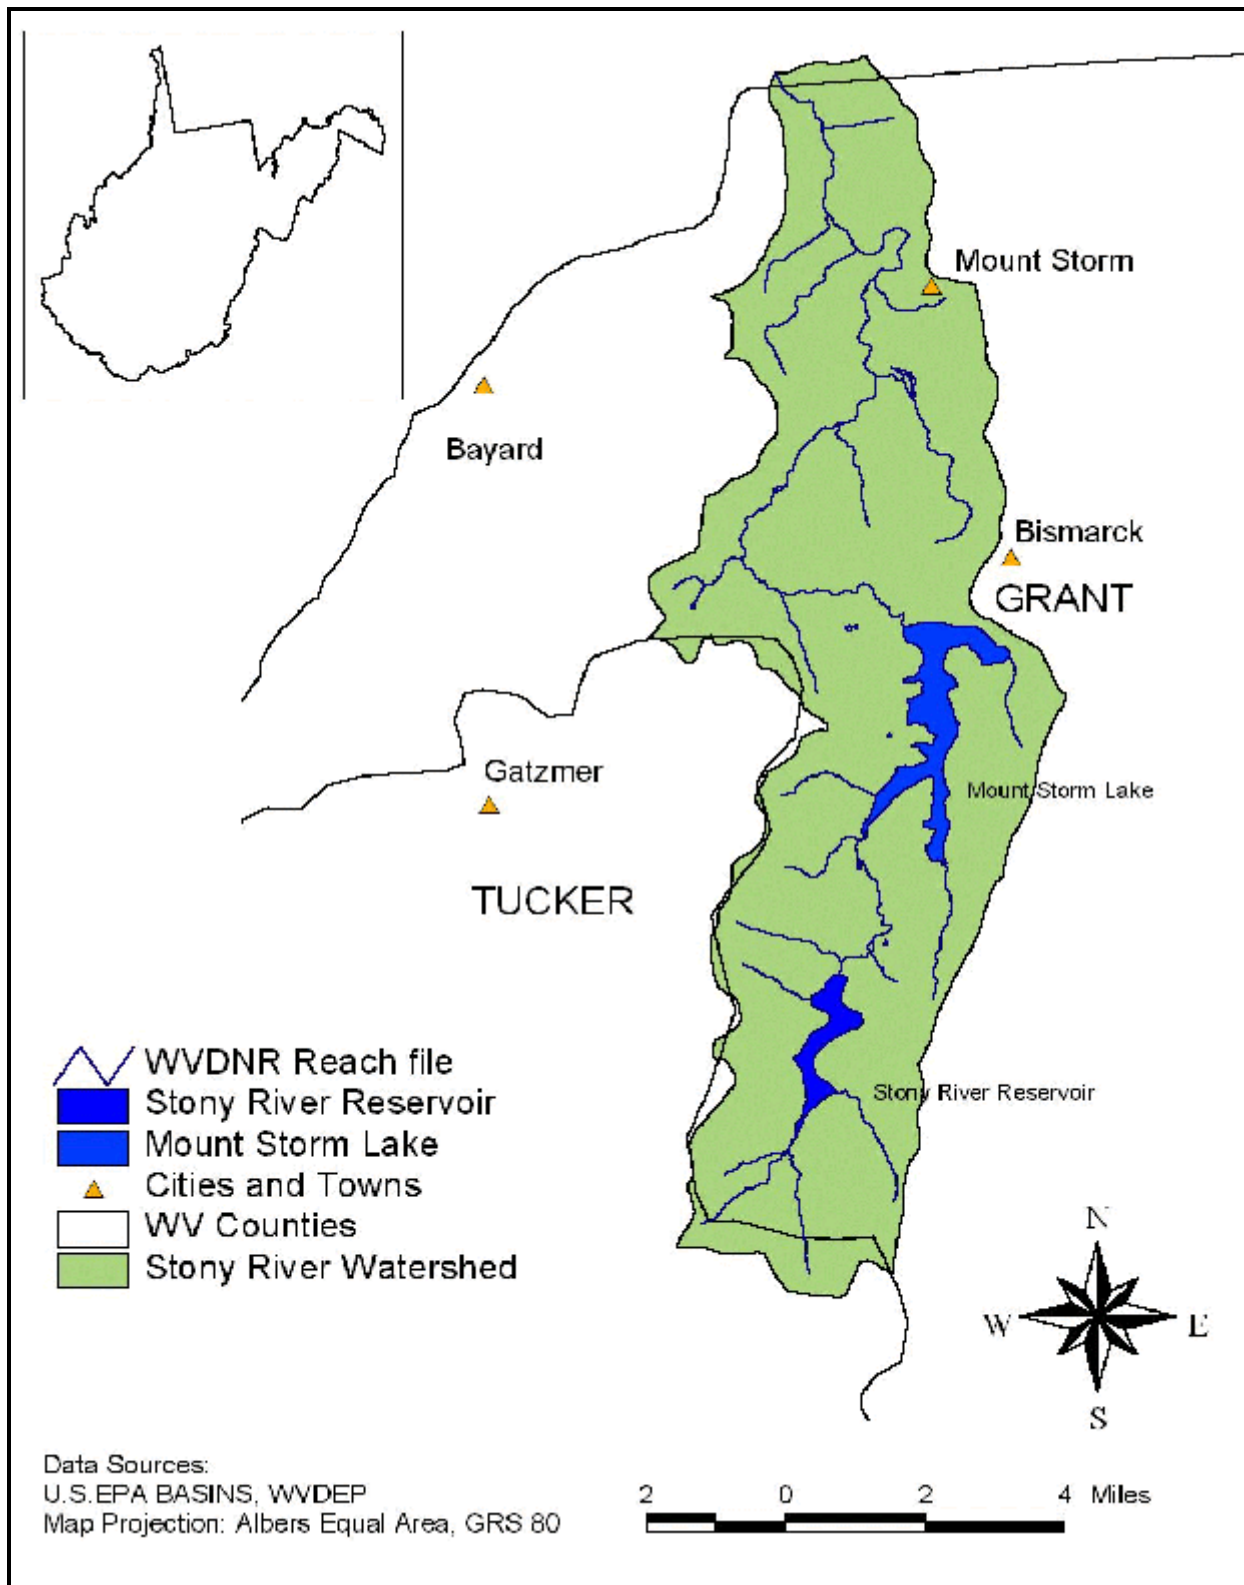 Mount Storm
Bayard
Bismarck
GRANT
Gatzmer
Mount Storm Lake
TUCKER
WVDNR Reach file
Stony River Reservoir
Mount Storm Lake
Cities and Towns
WV Counties
Stony River Watershed
Stony River Reservoir
N
W
E
S
Data Sources:
U.S.EPA BASINS, WVDEP
Map Projection: Albers Equal Area, GRS 80
2 0 2 4 Miles